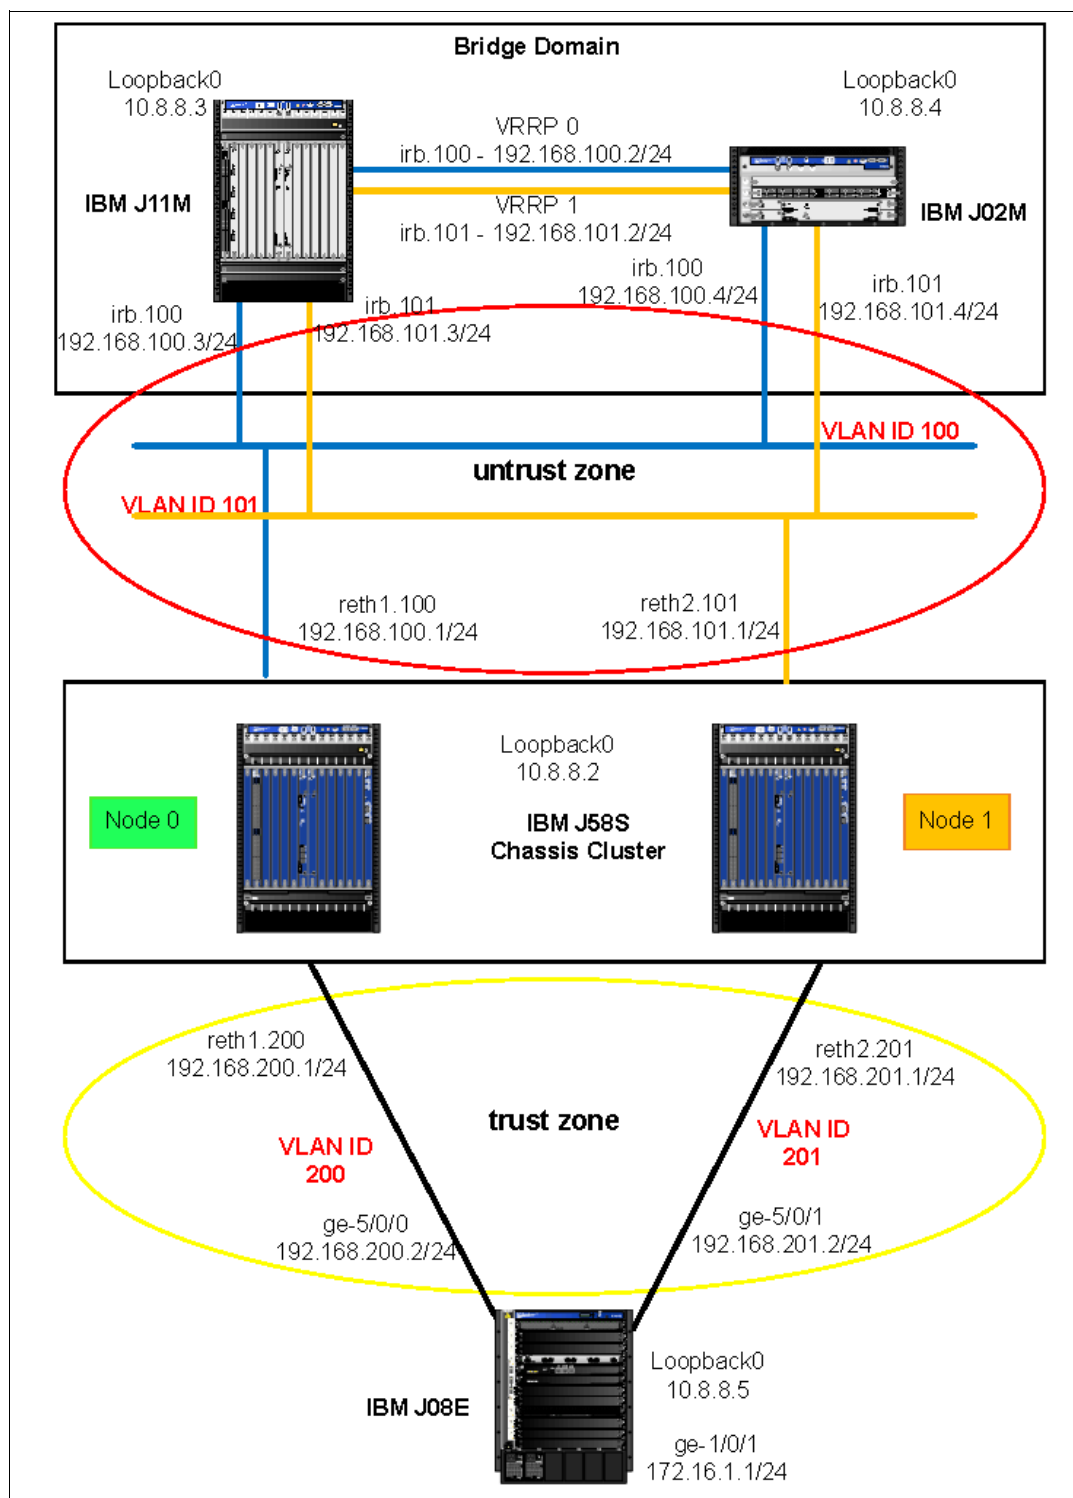 Bridge Domain
Loopback0
10.8.8.3
Loopback0
10.8.8.4
VRRP 0
irb.100 - 192.168.100.2/24
IBM J11M
VRRP 1
irb.101 - 192.168.101.2/24
IBM J02M
irb.100
192.168.100.4/24
irb.101
192.168.101.4/24
irb.100
192.168.100.3/24
irb.101
192.168.101.3/24
VLAN ID 100
untrust zone
VLAN ID 101
reth1.100
192.168.100.1/24
reth2.101
192.168.101.1/24
Loopback0
10.8.8.2
Node 0
IBM J58S
Chassis Cluster
Node 1
reth1.200
192.168.200.1/24
reth2.201
192.168.201.1/24
trust zone
VLAN ID
200
VLAN ID
201
ge-5/0/0
192.168.200.2/24
ge-5/0/1
192.168.201.2/24
Loopback0
10.8.8.5
IBM J08E
ge-1/0/1
172.16.1.1/24